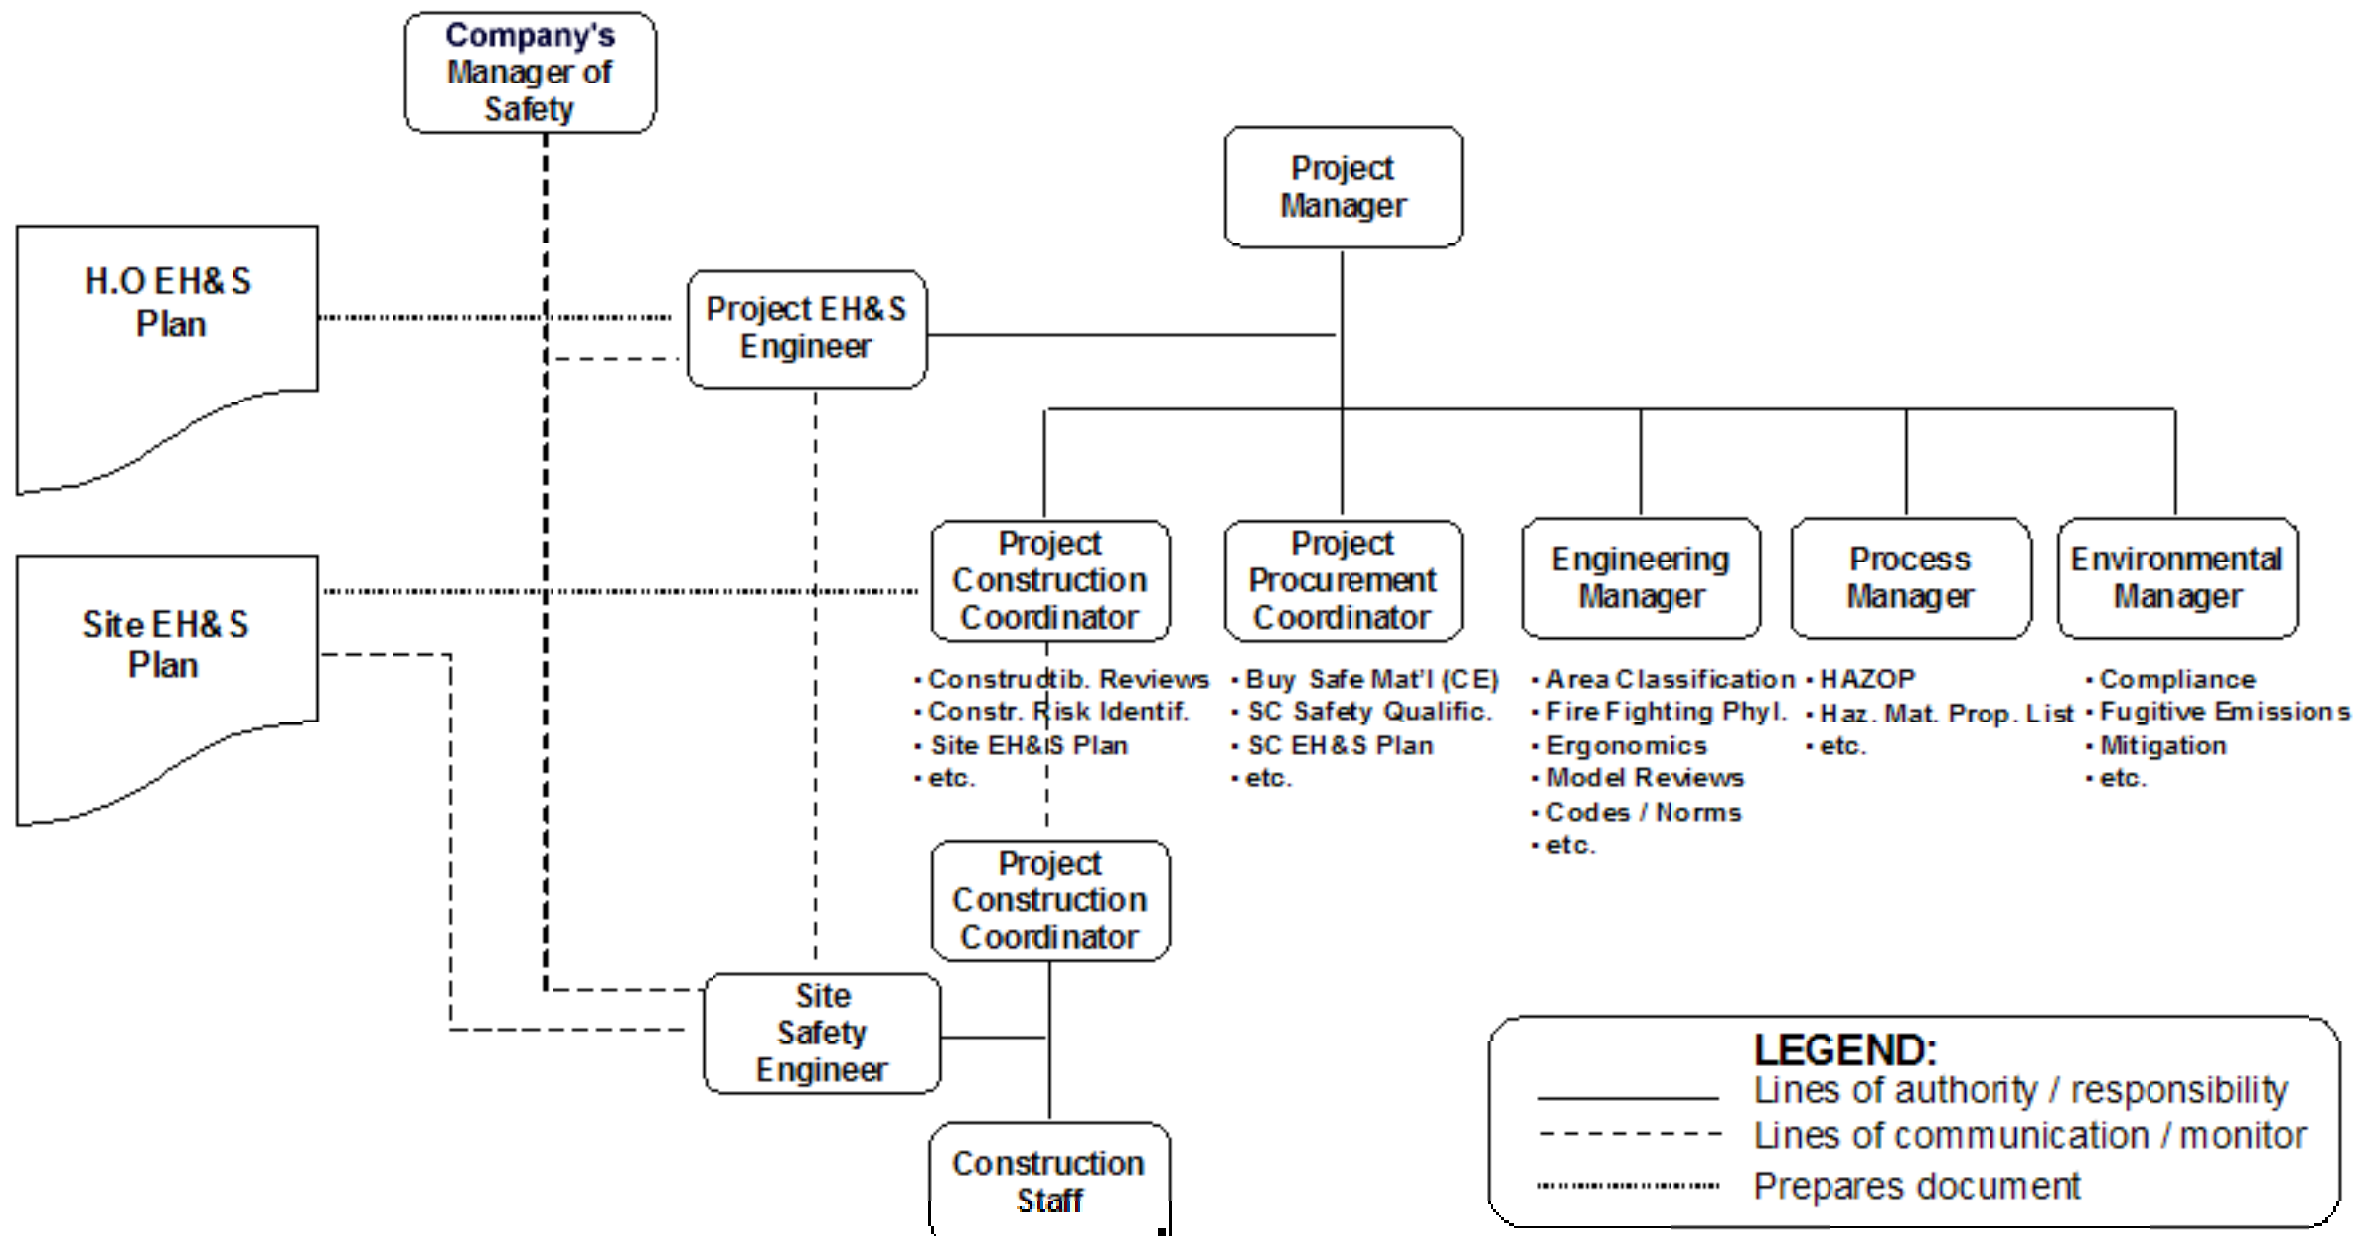 Company's
Manager of
Safety
Project
Manager
H.O EH&S
Plan
Project EH&S
Engineer
Site EH&S
Plan
Project
Construction
Coordinator
Project
Procurement
Coordinator
Engineering
Manager
Process
Manager
Environmental
Manager
• Constructib. Reviews
• Constr. Risk Identif.
• Site EH&S Plan
• etc.
• Buy Safe Mat'l (CE)
• SC Safety Qualific.
• SC EH&S Plan
• etc.
• Area Classification
• Fire Fighting Phyl.
• Ergonomics
• Model Reviews
• Codes / Norms
• etc.
• HAZOP
• Haz. Mat. Prop. List
• etc.
• Compliance
• Fugitive Emissions
• Mitigation
• etc.
Project
Construction
Coordinator
Site
Safety
Engineer
Construction
Staff
LEGEND:
Lines of authority / responsibility
Lines of communication / monitor
Prepares document